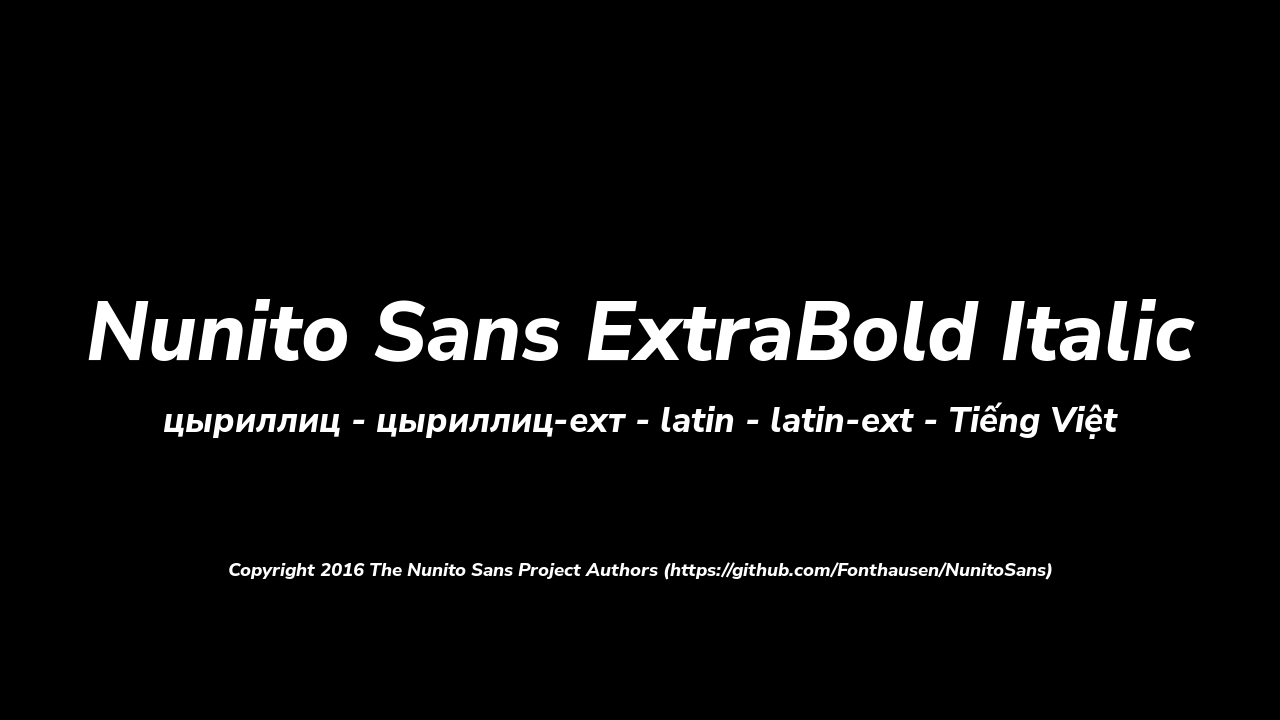 Nunito Sans ExtraBold Italic
цыриллиц - цыриллиц-ехт - latin - latin-ext - Tiếng Việt
Copyright 2016 The Nunito Sans Project Authors (https://github.com/Fonthausen/NunitoSans)